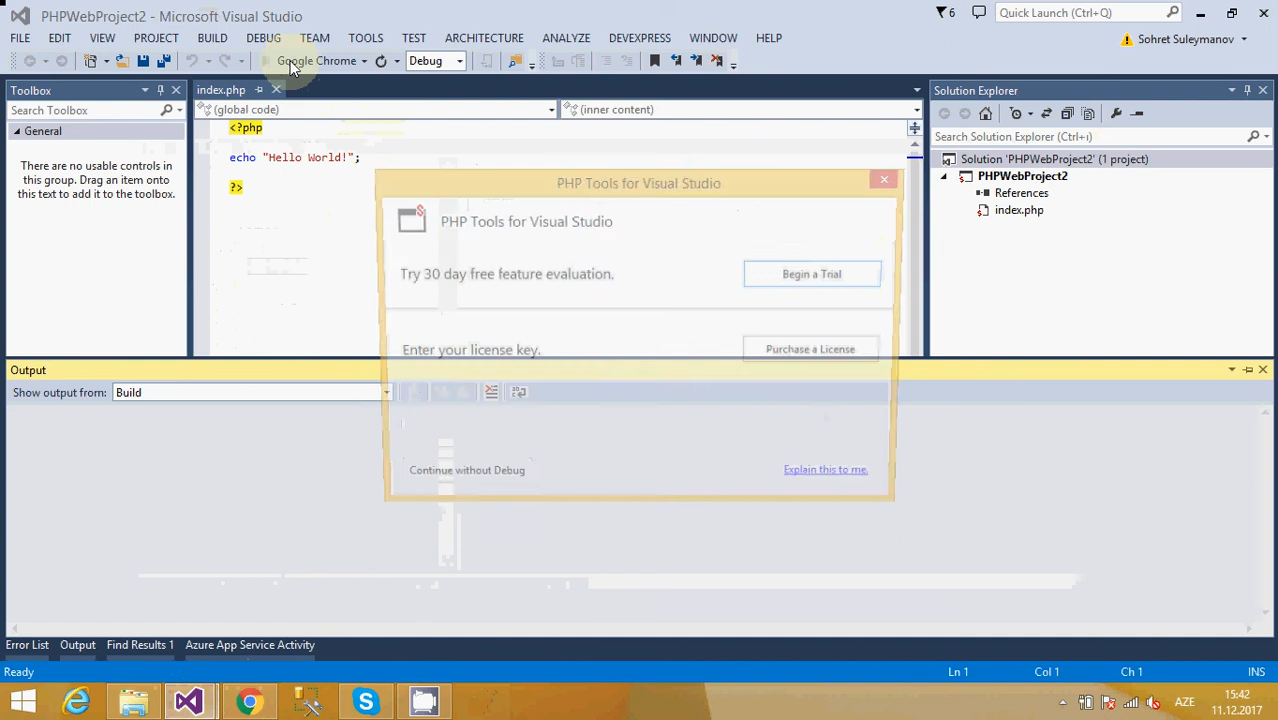 PHPWebProject2 - Microsoft Visual Studio
6
Quick Launch (Ctrl+Q)
FILE EDIT VIEW PROJECT BUILD DEBUG TEAM TOOLS TEST ARCHITECTURE ANALYZE DEVEXPRESS WINDOW HELP
Sohret Suleymanov
Google Chrome
Debug
Toolbox
Search Toolbox
General
There are no usable controls in
this group. Drag an item onto
this text to add it to the toolbox.
index.php
(global code)
(inner content)
<?php
echo "Hello World!";
?>
PHP Tools for Visual Studio
PHP Tools for Visual Studio
Try 30 day free feature evaluation.
Begin a Trial
Enter your license key.
Purchase a License
Continue without Debug
Explain this to me.
Solution Explorer
Search Solution Explorer (Ctrl+ı)
Solution 'PHPWebProject2' (1 project)
PHPWebProject2
References
index.php
Output
Show output from: Build
Error List Output Find Results 1 Azure App Service Activity
Ready
Ln 1 Col 1 Ch 1 INS
AZE
15:42
11.12.2017